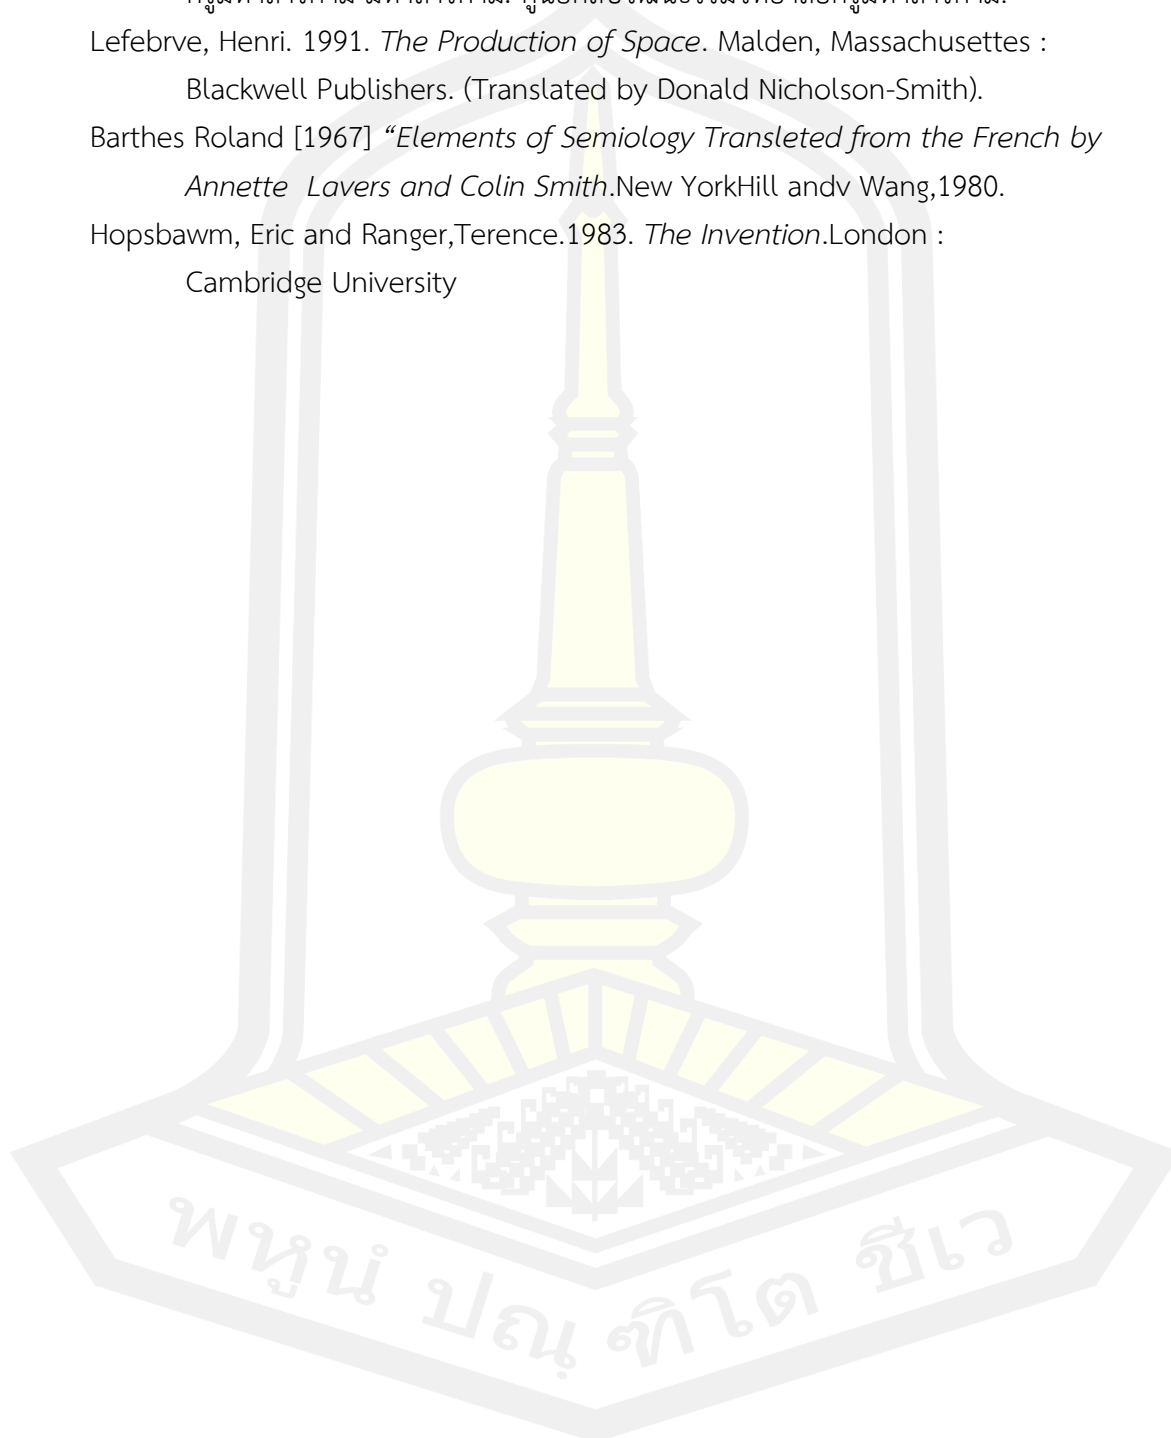 Lefebrve, Henri. 1991. The Production of Space. Malden, Massachusettes :
Blackwell Publishers. (Translated by Donald Nicholson-Smith).
Barthes Roland [1967] “Elements of Semiology Transleted from the French by
Annette Lavers and Colin Smith.New YorkHill andv Wang,1980.
Hopsbawm, Eric and Ranger,Terence.1983. The Invention.London :
Cambridge University
พหูนํ ปณฺฑิโต ชีเว